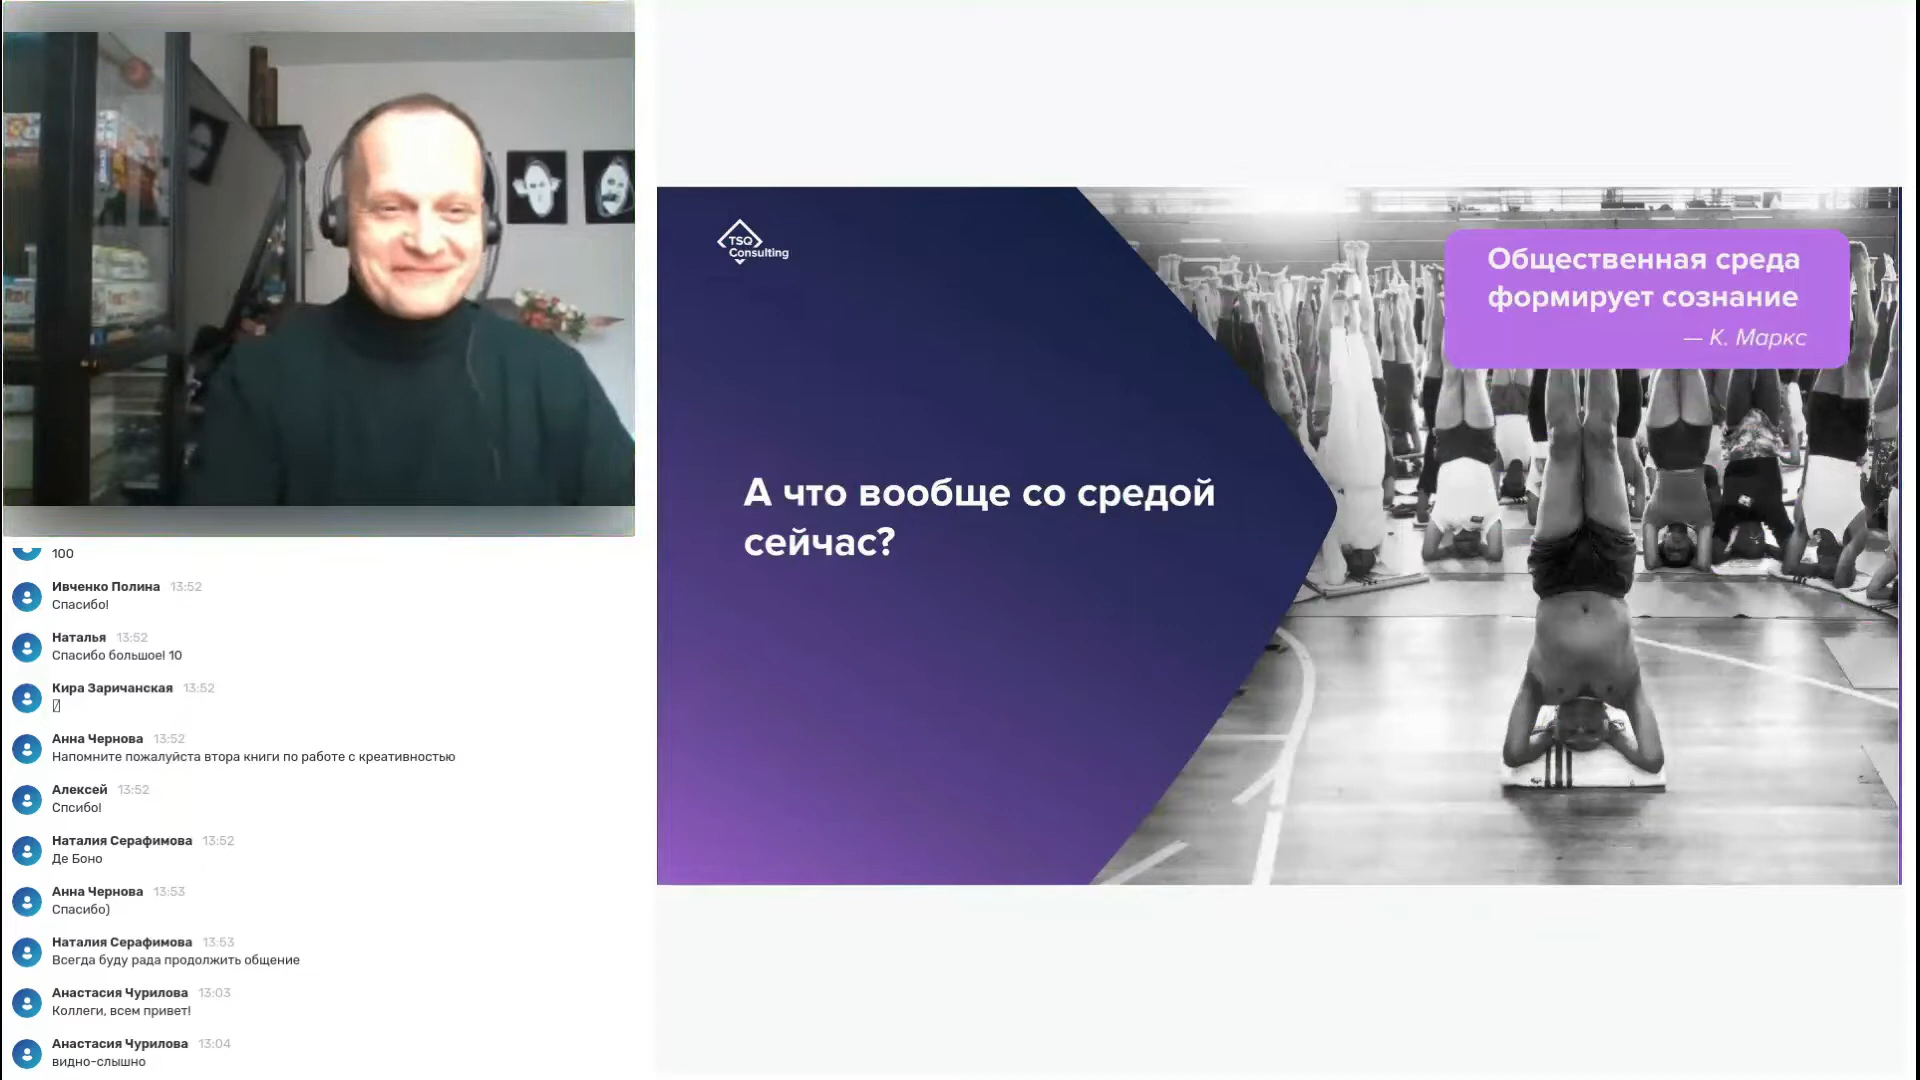 100
Ивченко Полина 13:52
Спасибо!
Наталья 13:52
Спасибо большое! 10
Кира Заричанская 13:52
Анна Чернова 13:52
Напомните пожалуйста втора книги по работе с креативностью
Алексей 13:52
Спсибо!
Наталия Серафимова 13:52
Де Боно
Анна Чернова 13:53
Спасибо)
Наталия Серафимова 13:53
Всегда буду рада продолжить общение
Анастасия Чурилова 13:03
Коллеги, всем привет!
Анастасия Чурилова 13:04
видно-слышно
TSQ
Consulting
А что вообще со средой
сейчас?
Общественная среда
формирует сознание
— К. Маркс